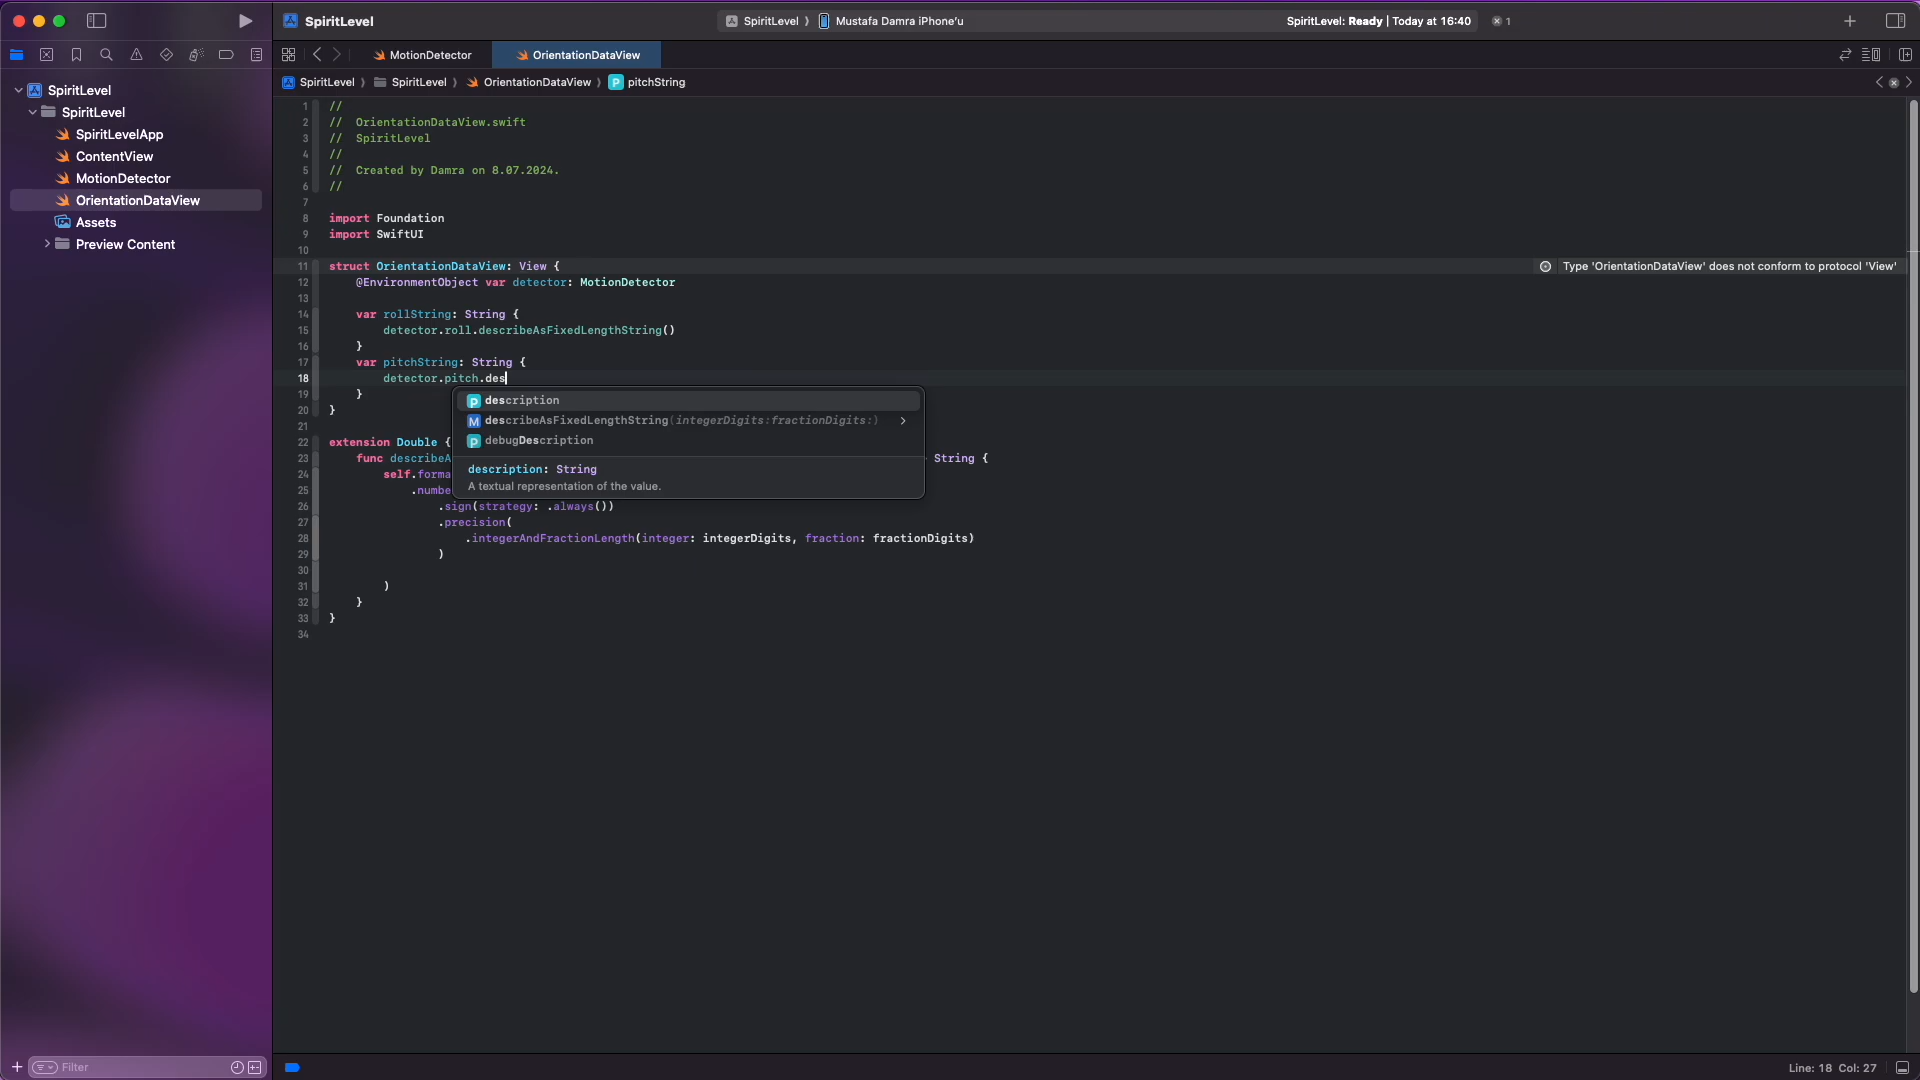 SpiritLevel
SpiritLevel 〉 Mustafa Damra iPhone'u
SpiritLevel: Ready | Today at 16:40
1
MotionDetector
OrientationDataView
SpiritLevel 〉 SpiritLevel 〉 OrientationDataView 〉 P pitchString
SpiritLevel
SpiritLevel
SpiritLevelApp
ContentView
MotionDetector
OrientationDataView
Assets
Preview Content
Filter
1 //
2 // OrientationDataView.swift
3 // SpiritLevel
4 //
5 // Created by Damra on 8.07.2024.
6 //
7
8 import Foundation
9 import SwiftUI
10
11 struct OrientationDataView: View {
Type 'OrientationDataView' does not conform to protocol 'View'
12 @EnvironmentObject var detector: MotionDetector
13
14 var rollString: String {
15 detector.roll.describeAsFixedLengthString()
16 }
17 var pitchString: String {
18 detector.pitch.des
19 }
20 }
21
22 extension Double {
23 func describeA String {
24 self.forma
25 .numbe
26 .sign(strategy: .always())
27 .precision(
28 .integerAndFractionLength(integer: integerDigits, fraction: fractionDigits)
29 )
30
31 )
32 }
33 }
34
P description
M describeAsFixedLengthString(integerDigits:fractionDigits:)
P debugDescription
description: String
A textual representation of the value.
Line: 18 Col: 27